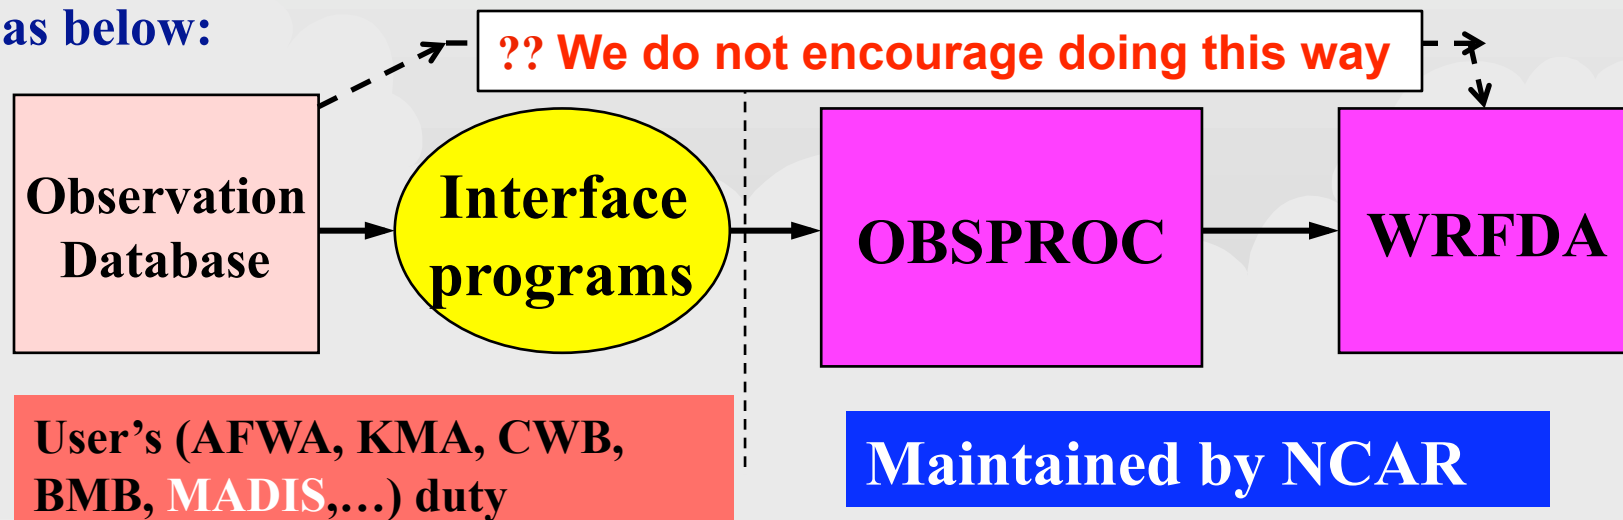 as below:
?? We do not encourage doing this way
Observation
Database
Interface
programs
OBSPROC
WRFDA
User’s (AFWA, KMA, CWB,
BMB, MADIS,…) duty
Maintained by NCAR